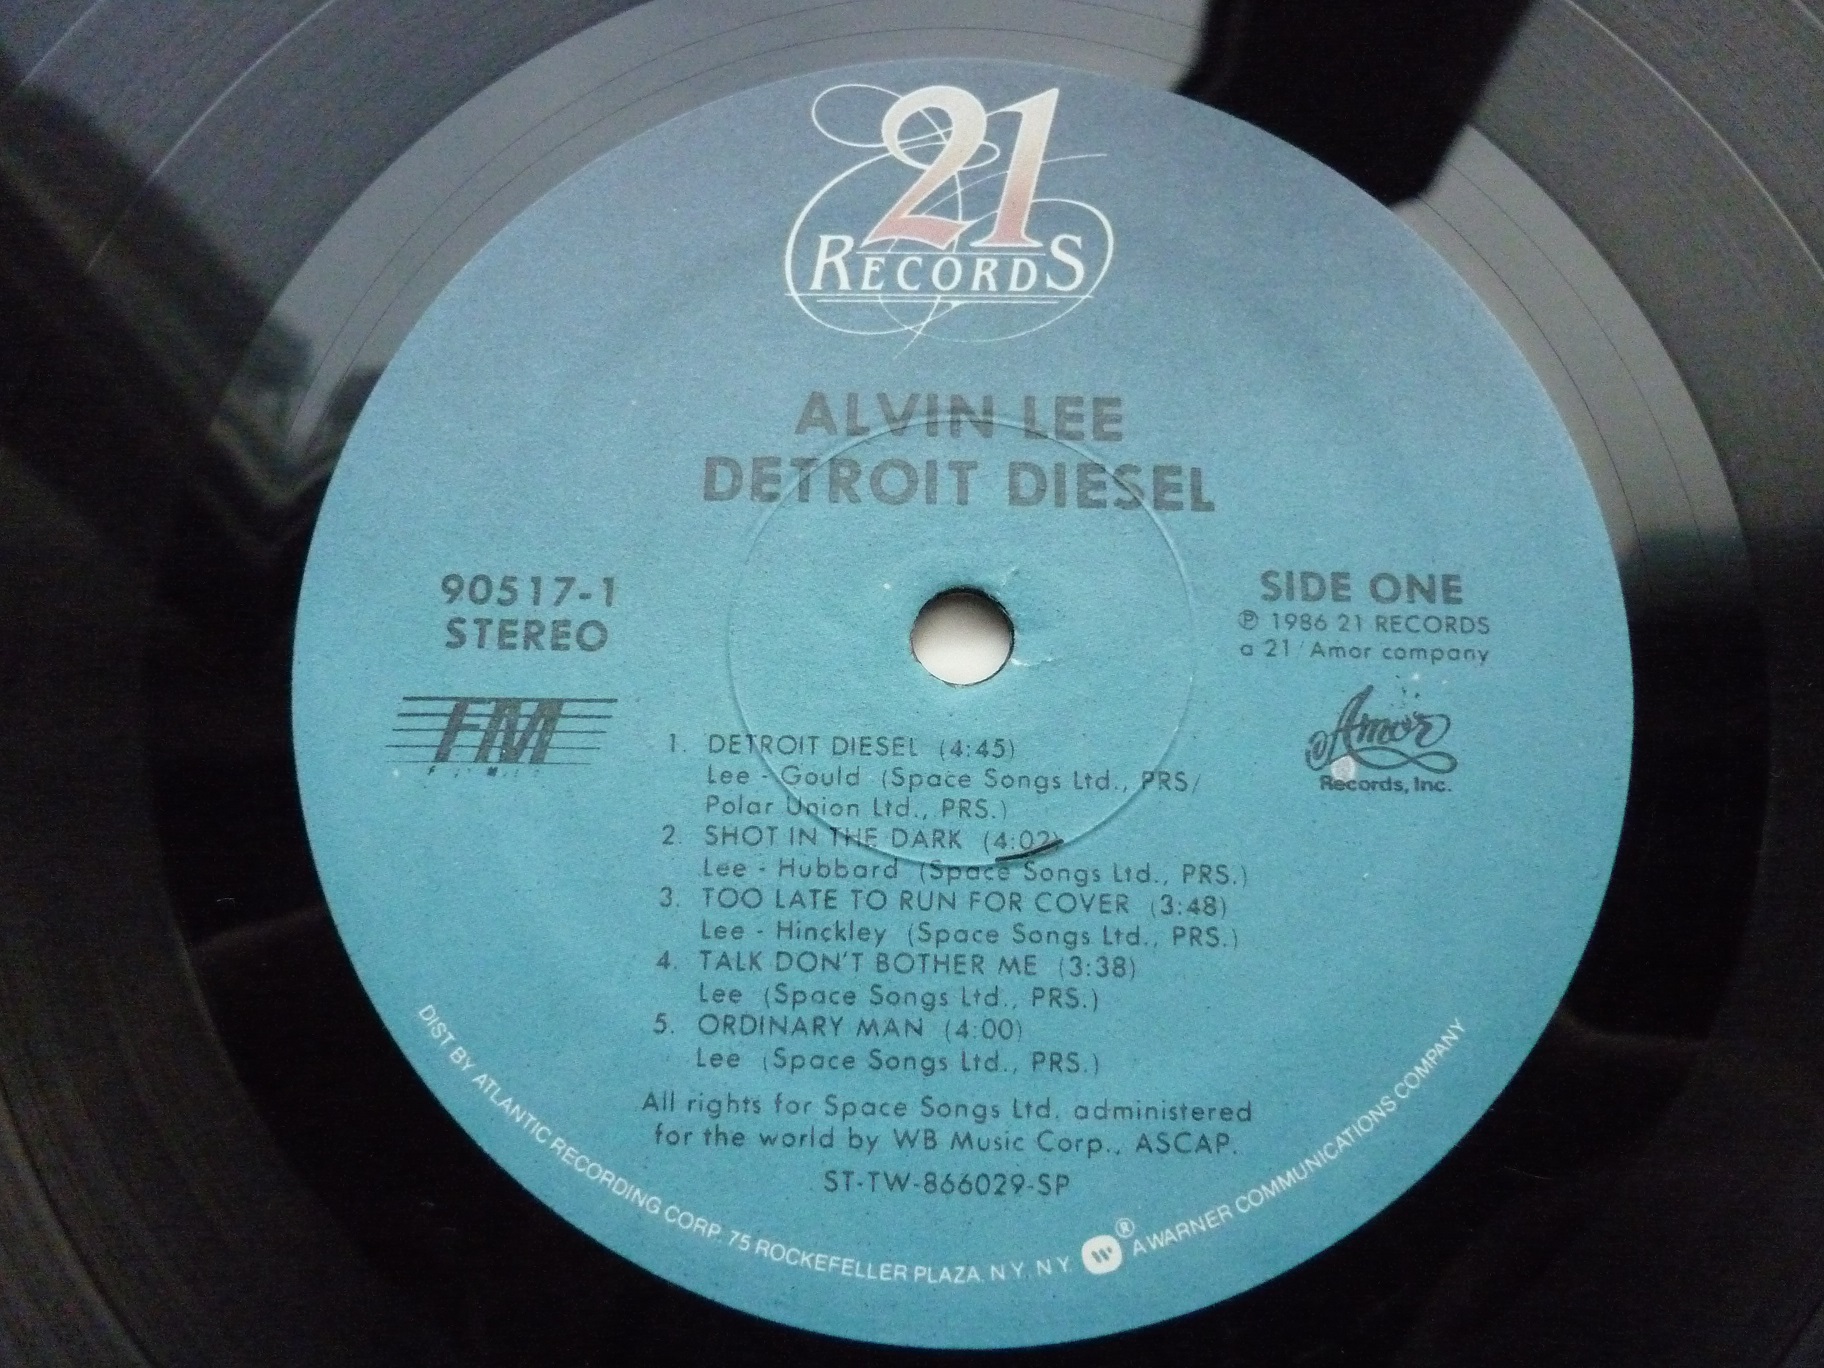 21
RECORDS
ALVIN LEE
DETROIT DIESEL
90517-1
STEREO
FM
SIDE ONE
℗ 1986 21 RECORDS
a 21/Amor company
Amor
Records, Inc.
1. DETROIT DIESEL (4:45)
Lee - Gould (Space Songs Ltd., PRS/
Polar Union Ltd., PRS.)
2. SHOT IN THE DARK (4:02)
Lee - Hubbard (Space Songs Ltd., PRS.)
3. TOO LATE TO RUN FOR COVER (3:48)
Lee - Hinckley (Space Songs Ltd., PRS.)
4. TALK DON'T BOTHER ME (3:38)
Lee (Space Songs Ltd., PRS.)
5. ORDINARY MAN (4:00)
Lee (Space Songs Ltd., PRS.)
All rights for Space Songs Ltd. administered
for the world by WB Music Corp., ASCAP.
ST-TW-866029-SP
DIST BY ATLANTIC RECORDING CORP. 75 ROCKEFELLER PLAZA. N.Y. N.Y. ® A WARNER COMMUNICATIONS COMPANY